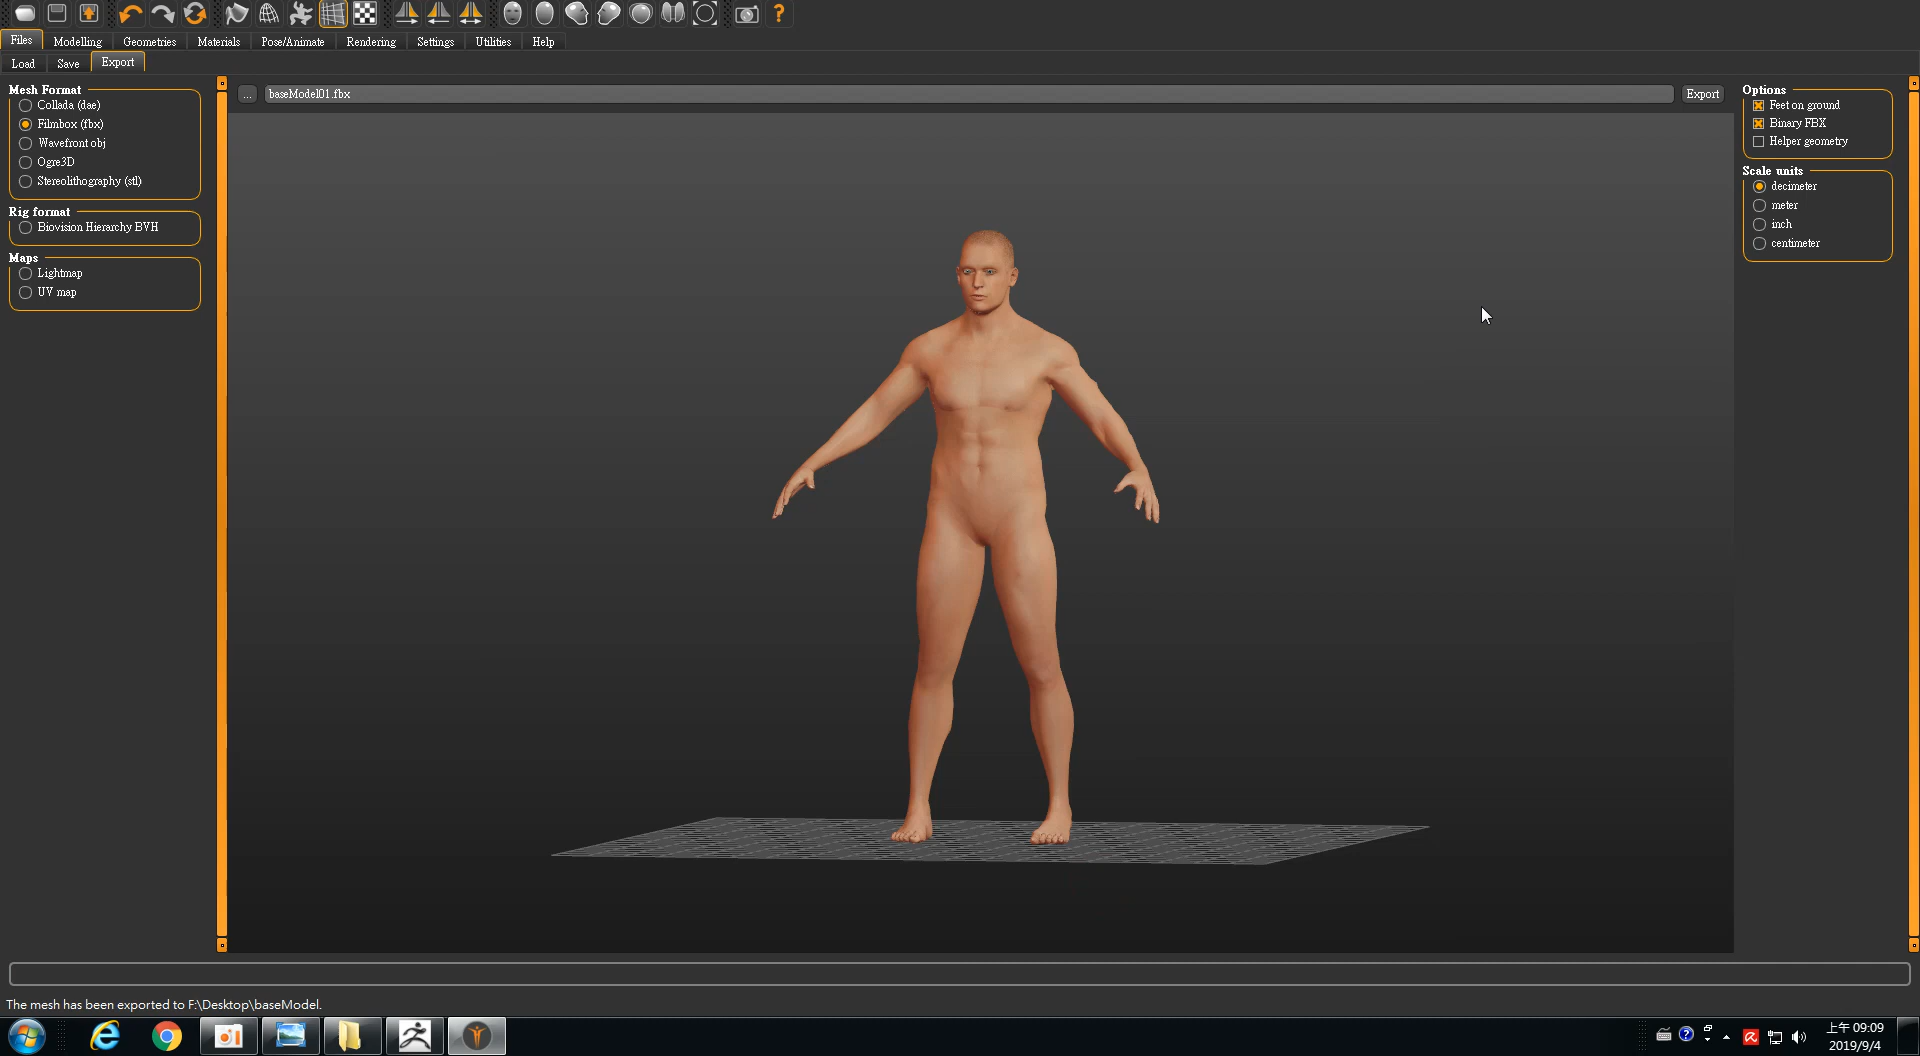 Files Modelling Geometries Materials Pose/Animate Rendering Settings Utilities Help
Load Save Export
Mesh Format
Collada (dae)
Filmbox (fbx)
Wavefront obj
Ogre3D
Stereolithography (stl)
Rig format
Biovision Hierarchy BVH
Maps
Lightmap
UV map
... baseModel01.fbx Export
Options
Feet on ground
Binary FBX
Helper geometry
Scale units
decimeter
meter
inch
centimeter
The mesh has been exported to F:\Desktop\baseModel.
上午 09:09
2019/9/4